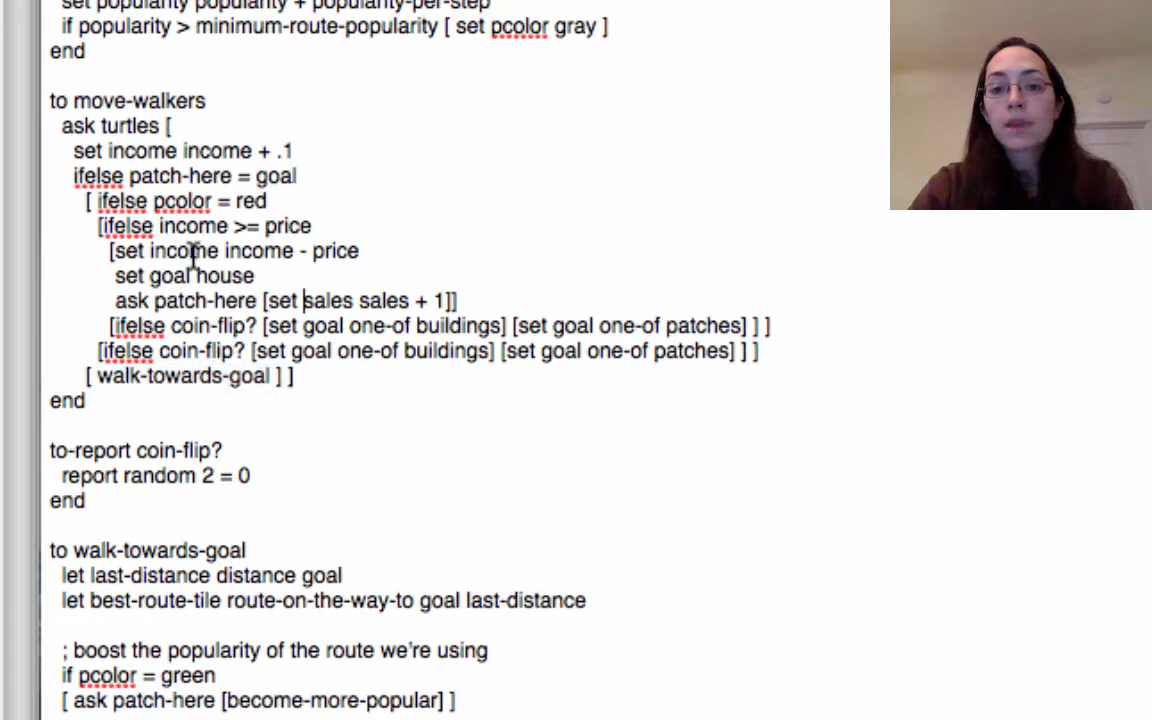 set popularity popularity + popularity-per-step
if popularity > minimum-route-popularity [ set pcolor gray ]
end
to move-walkers
ask turtles [
set income income + .1
ifelse patch-here = goal
[ ifelse pcolor = red
[ifelse income >= price
[set income income - price
set goal house
ask patch-here [set sales sales + 1]]
[ifelse coin-flip? [set goal one-of buildings] [set goal one-of patches] ] ]
[ifelse coin-flip? [set goal one-of buildings] [set goal one-of patches] ] ]
[ walk-towards-goal ] ]
end
to-report coin-flip?
report random 2 = 0
end
to walk-towards-goal
let last-distance distance goal
let best-route-tile route-on-the-way-to goal last-distance
; boost the popularity of the route we're using
if pcolor = green
[ ask patch-here [become-more-popular] ]